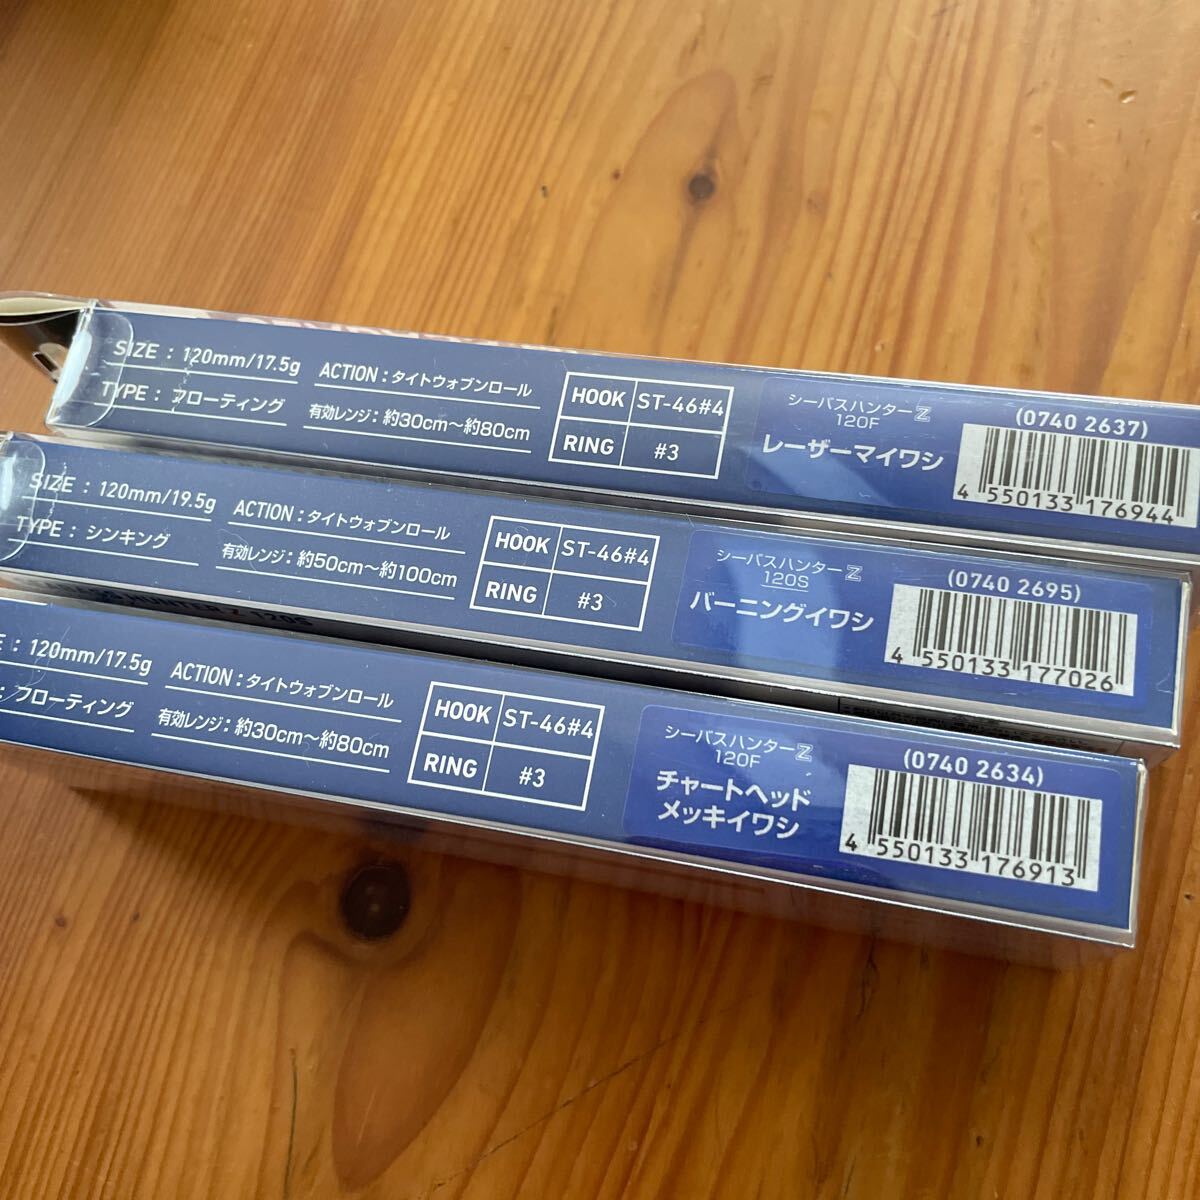 SIZE : 120mm/17.5g
TYPE : フローティング
ACTION : タイトウォブンロール
有効レンジ : 約30cm〜約80cm
HOOK ST-46#4
RING #3
シーバスハンターZ
120F
レーザーマイワシ
(0740 2637)
4 550133 176944
SIZE : 120mm/19.5g
TYPE : シンキング
ACTION : タイトウォブンロール
有効レンジ : 約50cm〜約100cm
HOOK ST-46#4
RING #3
シーバスハンターZ
120S
バーニングイワシ
(0740 2695)
4 550133 177026
HUNTER Z 120S
: 120mm/17.5g
: フローティング
ACTION : タイトウォブンロール
有効レンジ : 約30cm〜約80cm
HOOK ST-46#4
RING #3
シーバスハンターZ
120F
チャートヘッド
メッキイワシ
(0740 2634)
4 550133 176913